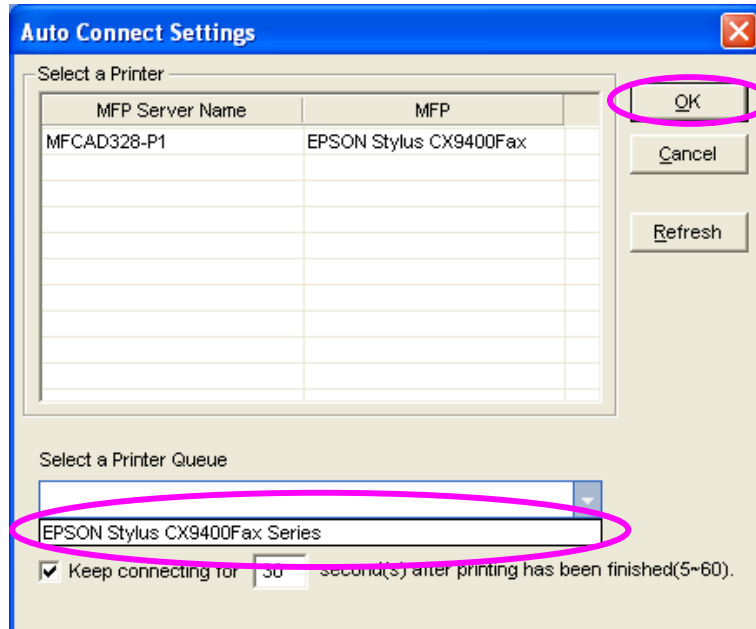 Auto Connect Settings
Select a Printer
MFP Server Name MFP
MFCAD328-P1 EPSON Stylus CX9400Fax
OK
Cancel
Refresh
Select a Printer Queue
EPSON Stylus CX9400Fax Series
Keep connecting for 30 second(s) after printing has been finished(5~60).